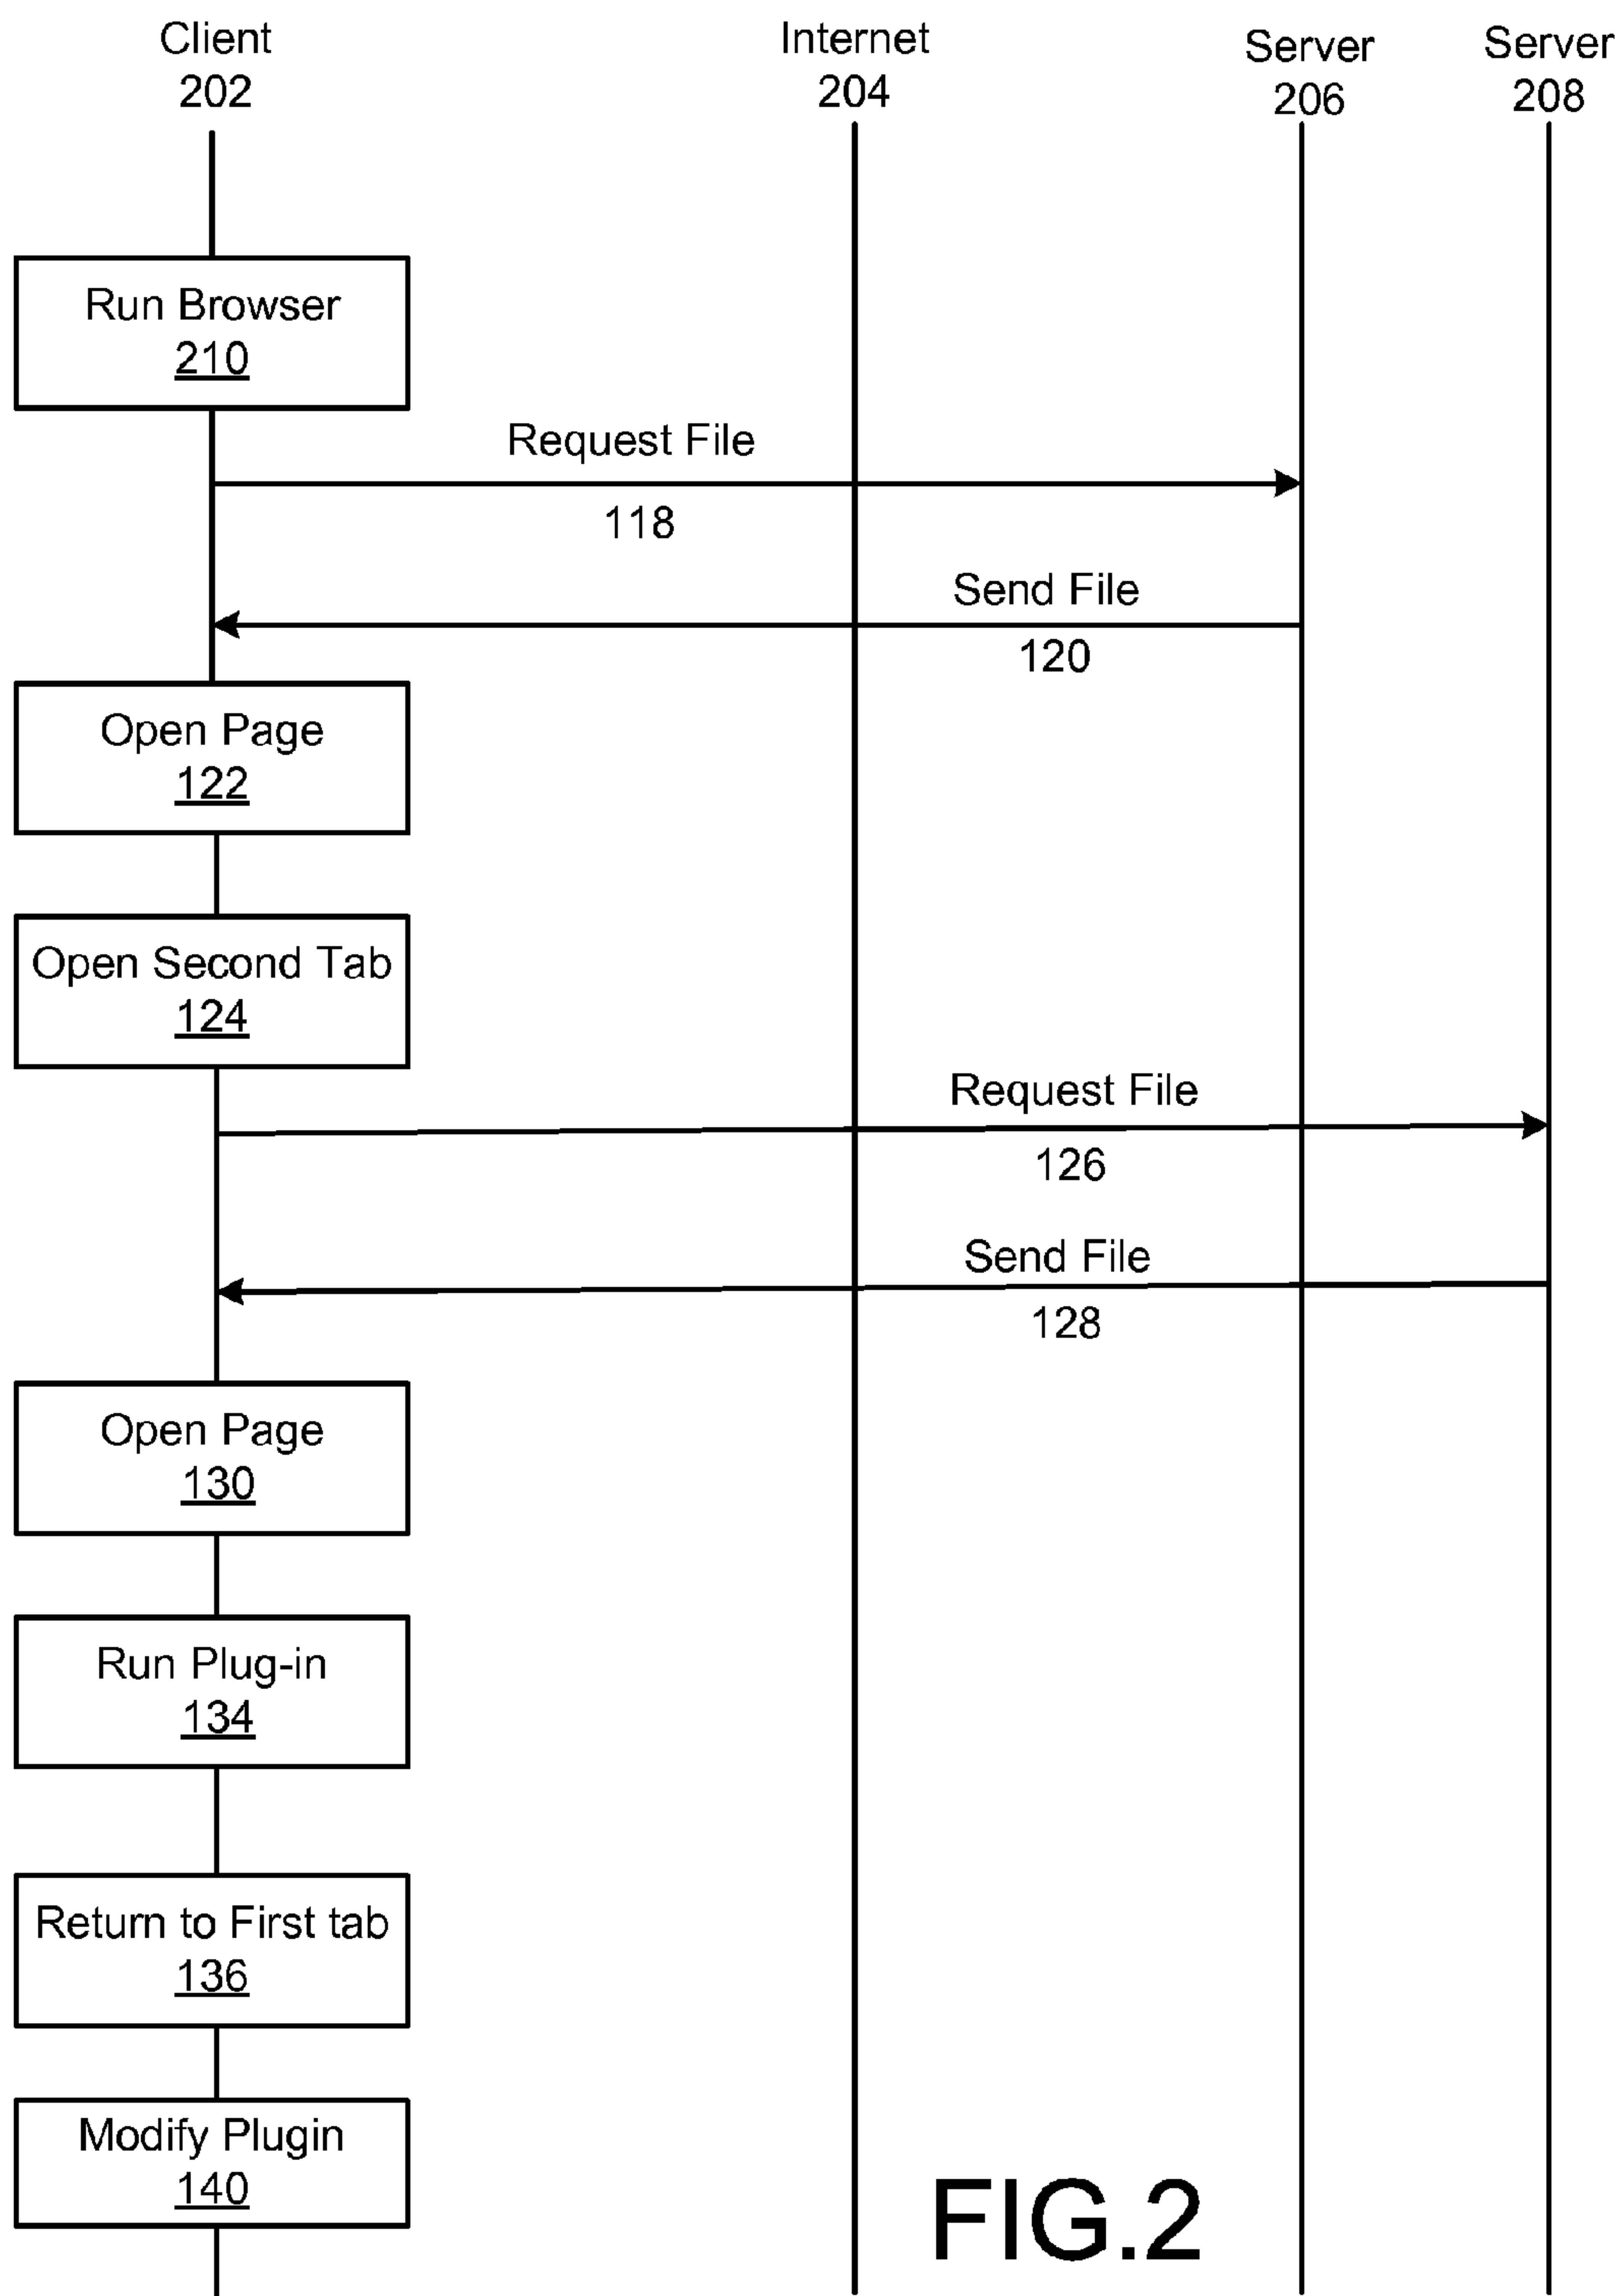 Client
202
Internet
204
Server
206
Server
208
Run Browser
210
Request File
118
Send File
120
Open Page
122
Open Second Tab
124
Request File
126
Send File
128
Open Page
130
Run Plug-in
134
Return to First tab
136
Modify Plugin
140
FIG.2